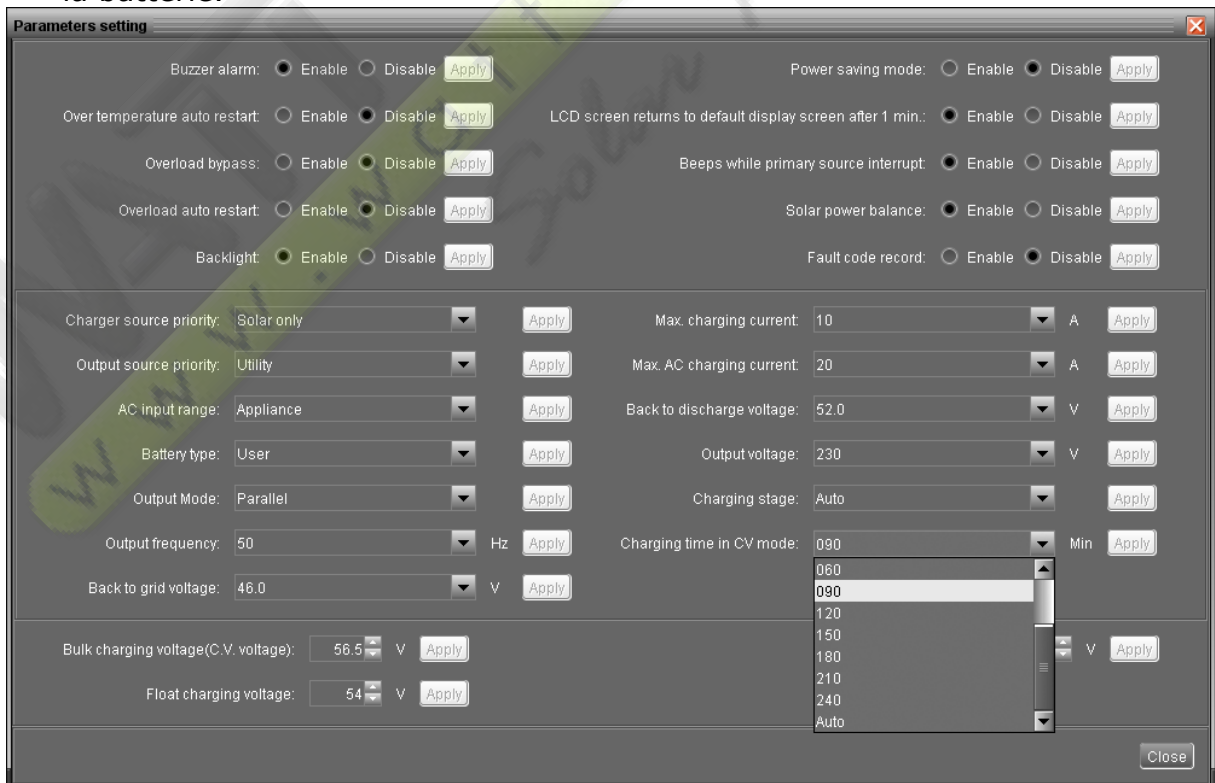 la batterie.
Parameters setting
Buzzer alarm: Enable Disable Apply
Power saving mode: Enable Disable Apply
Over temperature auto restart: Enable Disable Apply
LCD screen returns to default display screen after 1 min.: Enable Disable Apply
Overload bypass: Enable Disable Apply
Beeps while primary source interrupt: Enable Disable Apply
Overload auto restart: Enable Disable Apply
Solar power balance: Enable Disable Apply
Backlight: Enable Disable Apply
Fault code record: Enable Disable Apply
Charger source priority: Solar only Apply
Max. charging current: 10 A Apply
Output source priority: Utility Apply
Max. AC charging current: 20 A Apply
AC input range: Appliance Apply
Back to discharge voltage: 52.0 V Apply
Battery type: User Apply
Output voltage: 230 V Apply
Output Mode: Parallel Apply
Charging stage: Auto Apply
Output frequency: 50 Hz Apply
Charging time in CV mode: 090 Min Apply
Back to grid voltage: 46.0 V Apply
060
090
120
150
180
210
240
Auto
Bulk charging voltage(C.V. voltage): 56.5 V Apply
V Apply
Float charging voltage: 54 V Apply
Close
Solar